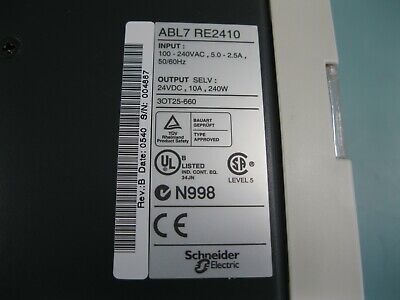 ABL7 RE2410
INPUT :
100 - 240VAC , 5.0 - 2.5A ,
50/60Hz
OUTPUT SELV :
24VDC , 10A , 240W
3OT25-660
TÜV
Rheinland
Product Safety
BAUART
GEPRÜFT
TYPE
APPROVED
UL
B
LISTED
IND. CONT. EQ.
34JN
LEVEL 5
N998
CE
Schneider
Electric
Rev.:B Date: 0540 S/N: 004887